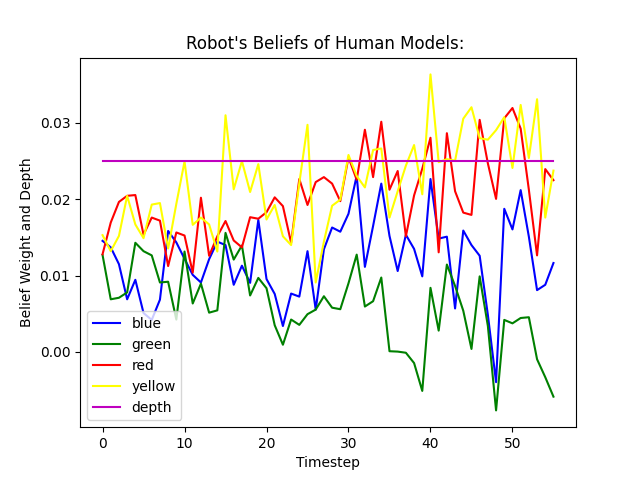 Robot's Beliefs of Human Models:
Belief Weight and Depth
0.03
0.02
0.01
0.00
blue
green
red
yellow
depth
0 10 20 30 40 50
Timestep